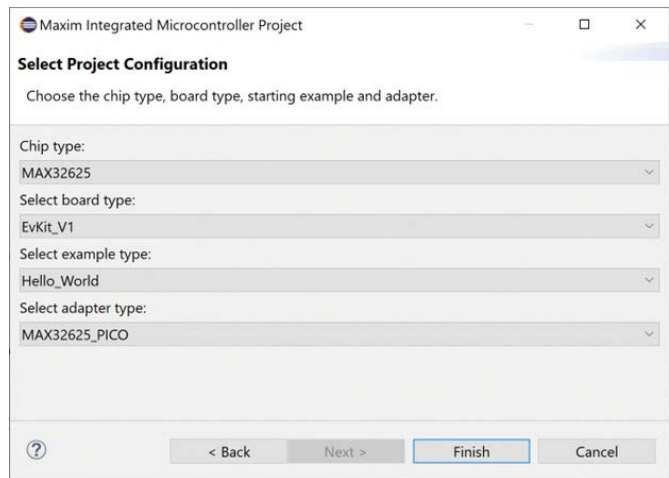 Maxim Integrated Microcontroller Project
Select Project Configuration
Choose the chip type, board type, starting example and adapter.
Chip type:
MAX32625
Select board type:
EvKit_V1
Select example type:
Hello_World
Select adapter type:
MAX32625_PICO
? < Back Next > Finish Cancel